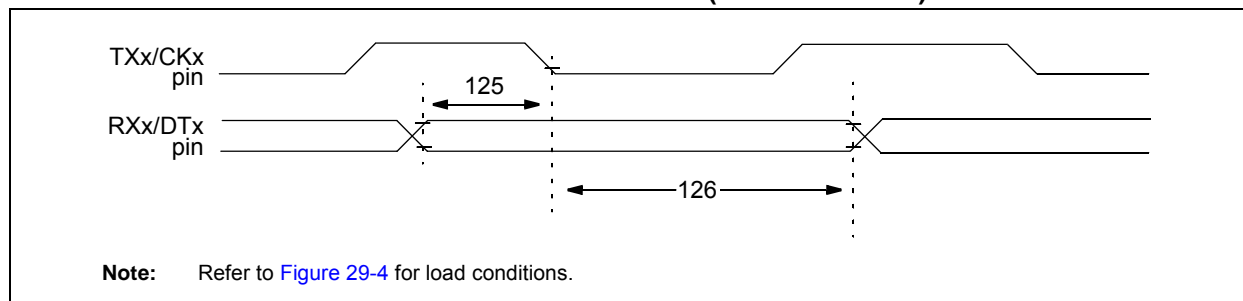 TXx/CKx
pin
125
RXx/DTx
pin
126
Note: Refer to Figure 29-4 for load conditions.